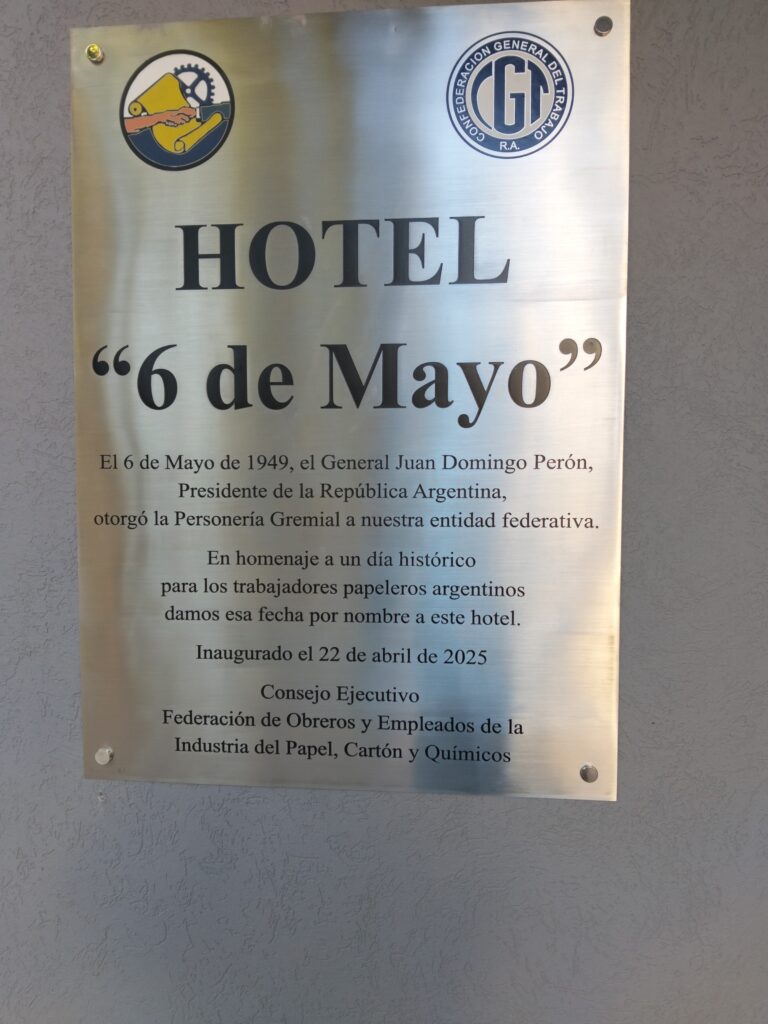 CONFEDERACION GENERAL DEL TRABAJO
CGT
R.A.
HOTEL
“6 de Mayo”
El 6 de Mayo de 1949, el General Juan Domingo Perón,
Presidente de la República Argentina,
otorgó la Personería Gremial a nuestra entidad federativa.
En homenaje a un día histórico
para los trabajadores papeleros argentinos
damos esa fecha por nombre a este hotel.
Inaugurado el 22 de abril de 2025
Consejo Ejecutivo
Federación de Obreros y Empleados de la
Industria del Papel, Cartón y Químicos